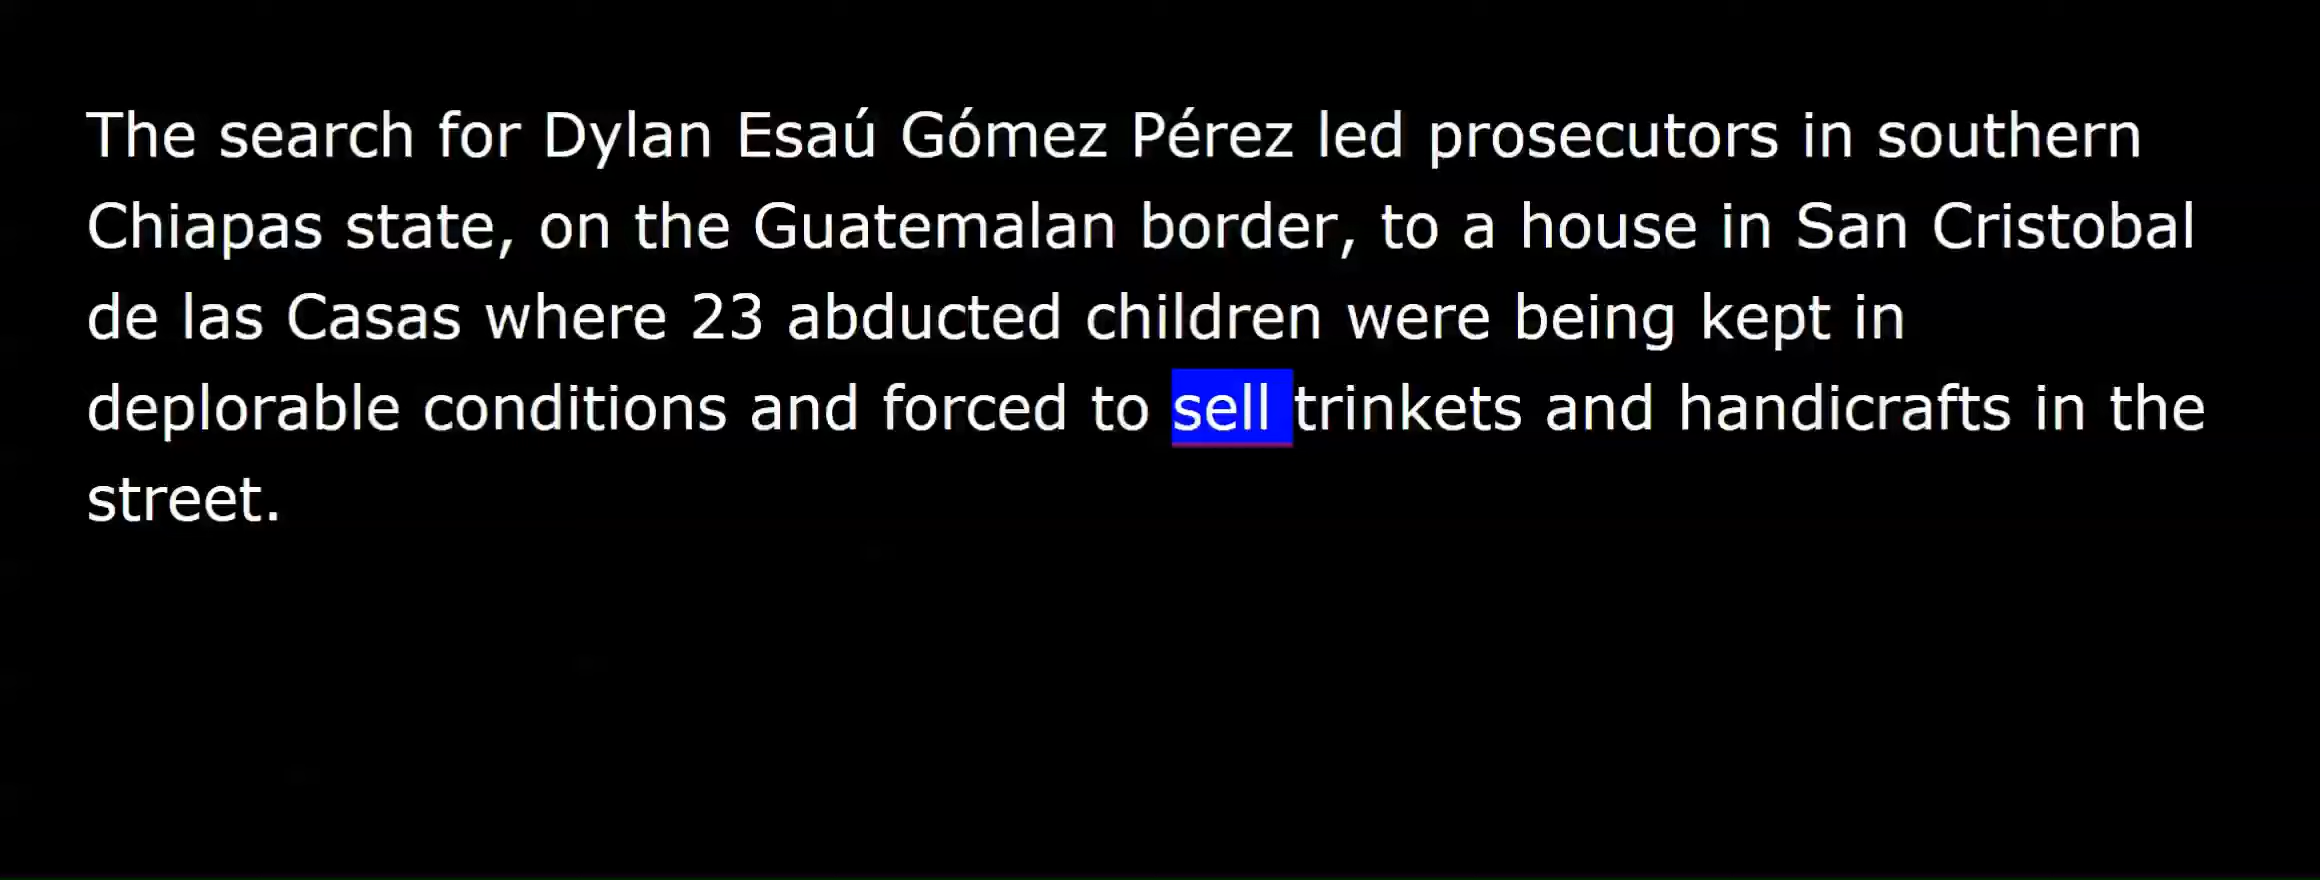 The search for Dylan Esaú Gómez Pérez led prosecutors in southern
Chiapas state, on the Guatemalan border, to a house in San Cristobal
de las Casas where 23 abducted children were being kept in
deplorable conditions and forced to sell trinkets and handicrafts in the
street.